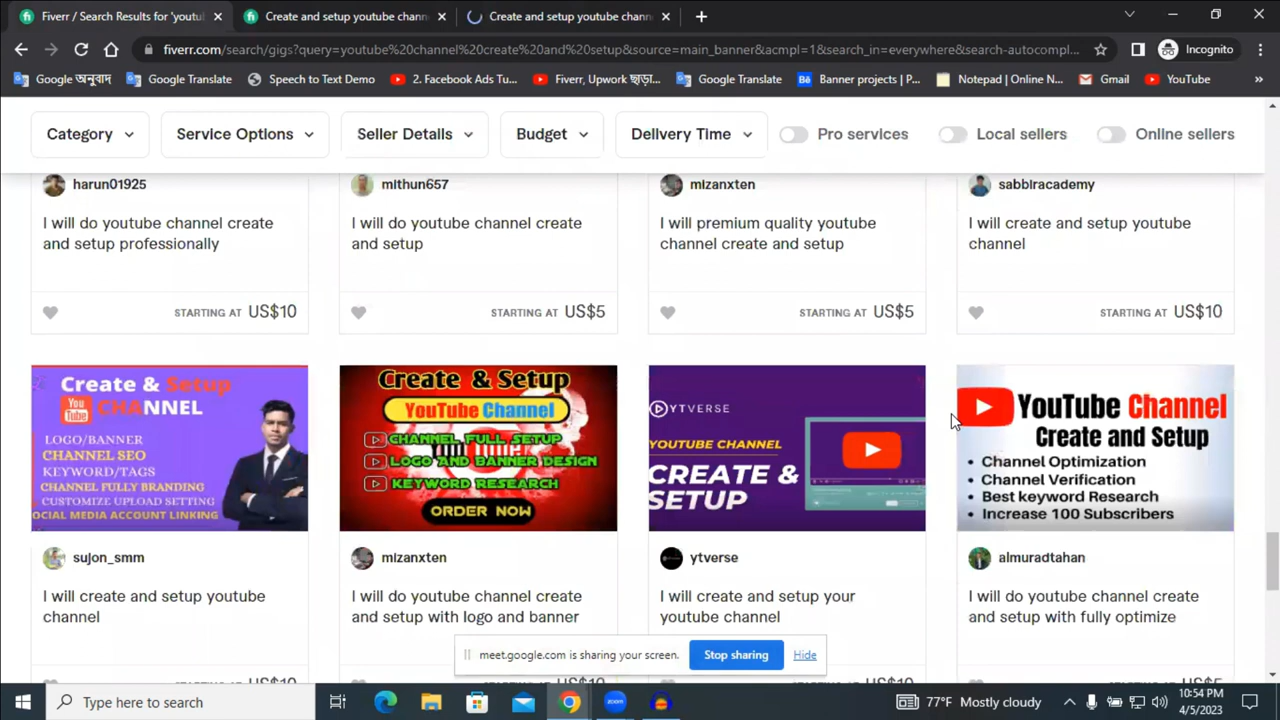 Fiverr / Search Results for 'youtu
Create and setup youtube chann
Create and setup youtube chann
fiverr.com/search/gigs?query=youtube%20channel%20create%20and%20setup&source=main_banner&acmpl=1&search_in=everywhere&search-autocompl...
Incognito
Google অনুবাদ
Google Translate
Speech to Text Demo
2. Facebook Ads Tu...
Fiverr, Upwork ছাড়া...
Google Translate
Banner projects | P...
Notepad | Online N...
Gmail
YouTube
Category
Service Options
Seller Details
Budget
Delivery Time
Pro services
Local sellers
Online sellers
harun01925
mithun657
mizanxten
sabbiracademy
I will do youtube channel create
and setup professionally
I will do youtube channel create
and setup
I will premium quality youtube
channel create and setup
I will create and setup youtube
channel
STARTING AT US$10
STARTING AT US$5
STARTING AT US$5
STARTING AT US$10
Create & Setup
You Tube CHANNEL
LOGO/BANNER
CHANNEL SEO
KEYWORD/TAGS
CHANNEL FULLY BRANDING
CUSTOMIZE UPLOAD SETTING
OCIAL MEDIA ACCOUNT LINKING
Create & Setup
YouTube Channel
CHANNEL FULL SETUP
LOGO AND BANNER DESIGN
KEYWORD RESEARCH
ORDER NOW
YTVERSE
YOUTUBE CHANNEL
CREATE &
SETUP
YouTube Channel
Create and Setup
• Channel Optimization
• Channel Verification
• Best keyword Research
• Increase 100 Subscribers
sujon_smm
mizanxten
ytverse
almuradtahan
I will create and setup youtube
channel
I will do youtube channel create
and setup with logo and banner
I will create and setup your
youtube channel
I will do youtube channel create
and setup with fully optimize
meet.google.com is sharing your screen.
Stop sharing
Hide
Type here to search
77°F Mostly cloudy
10:54 PM
4/5/2023